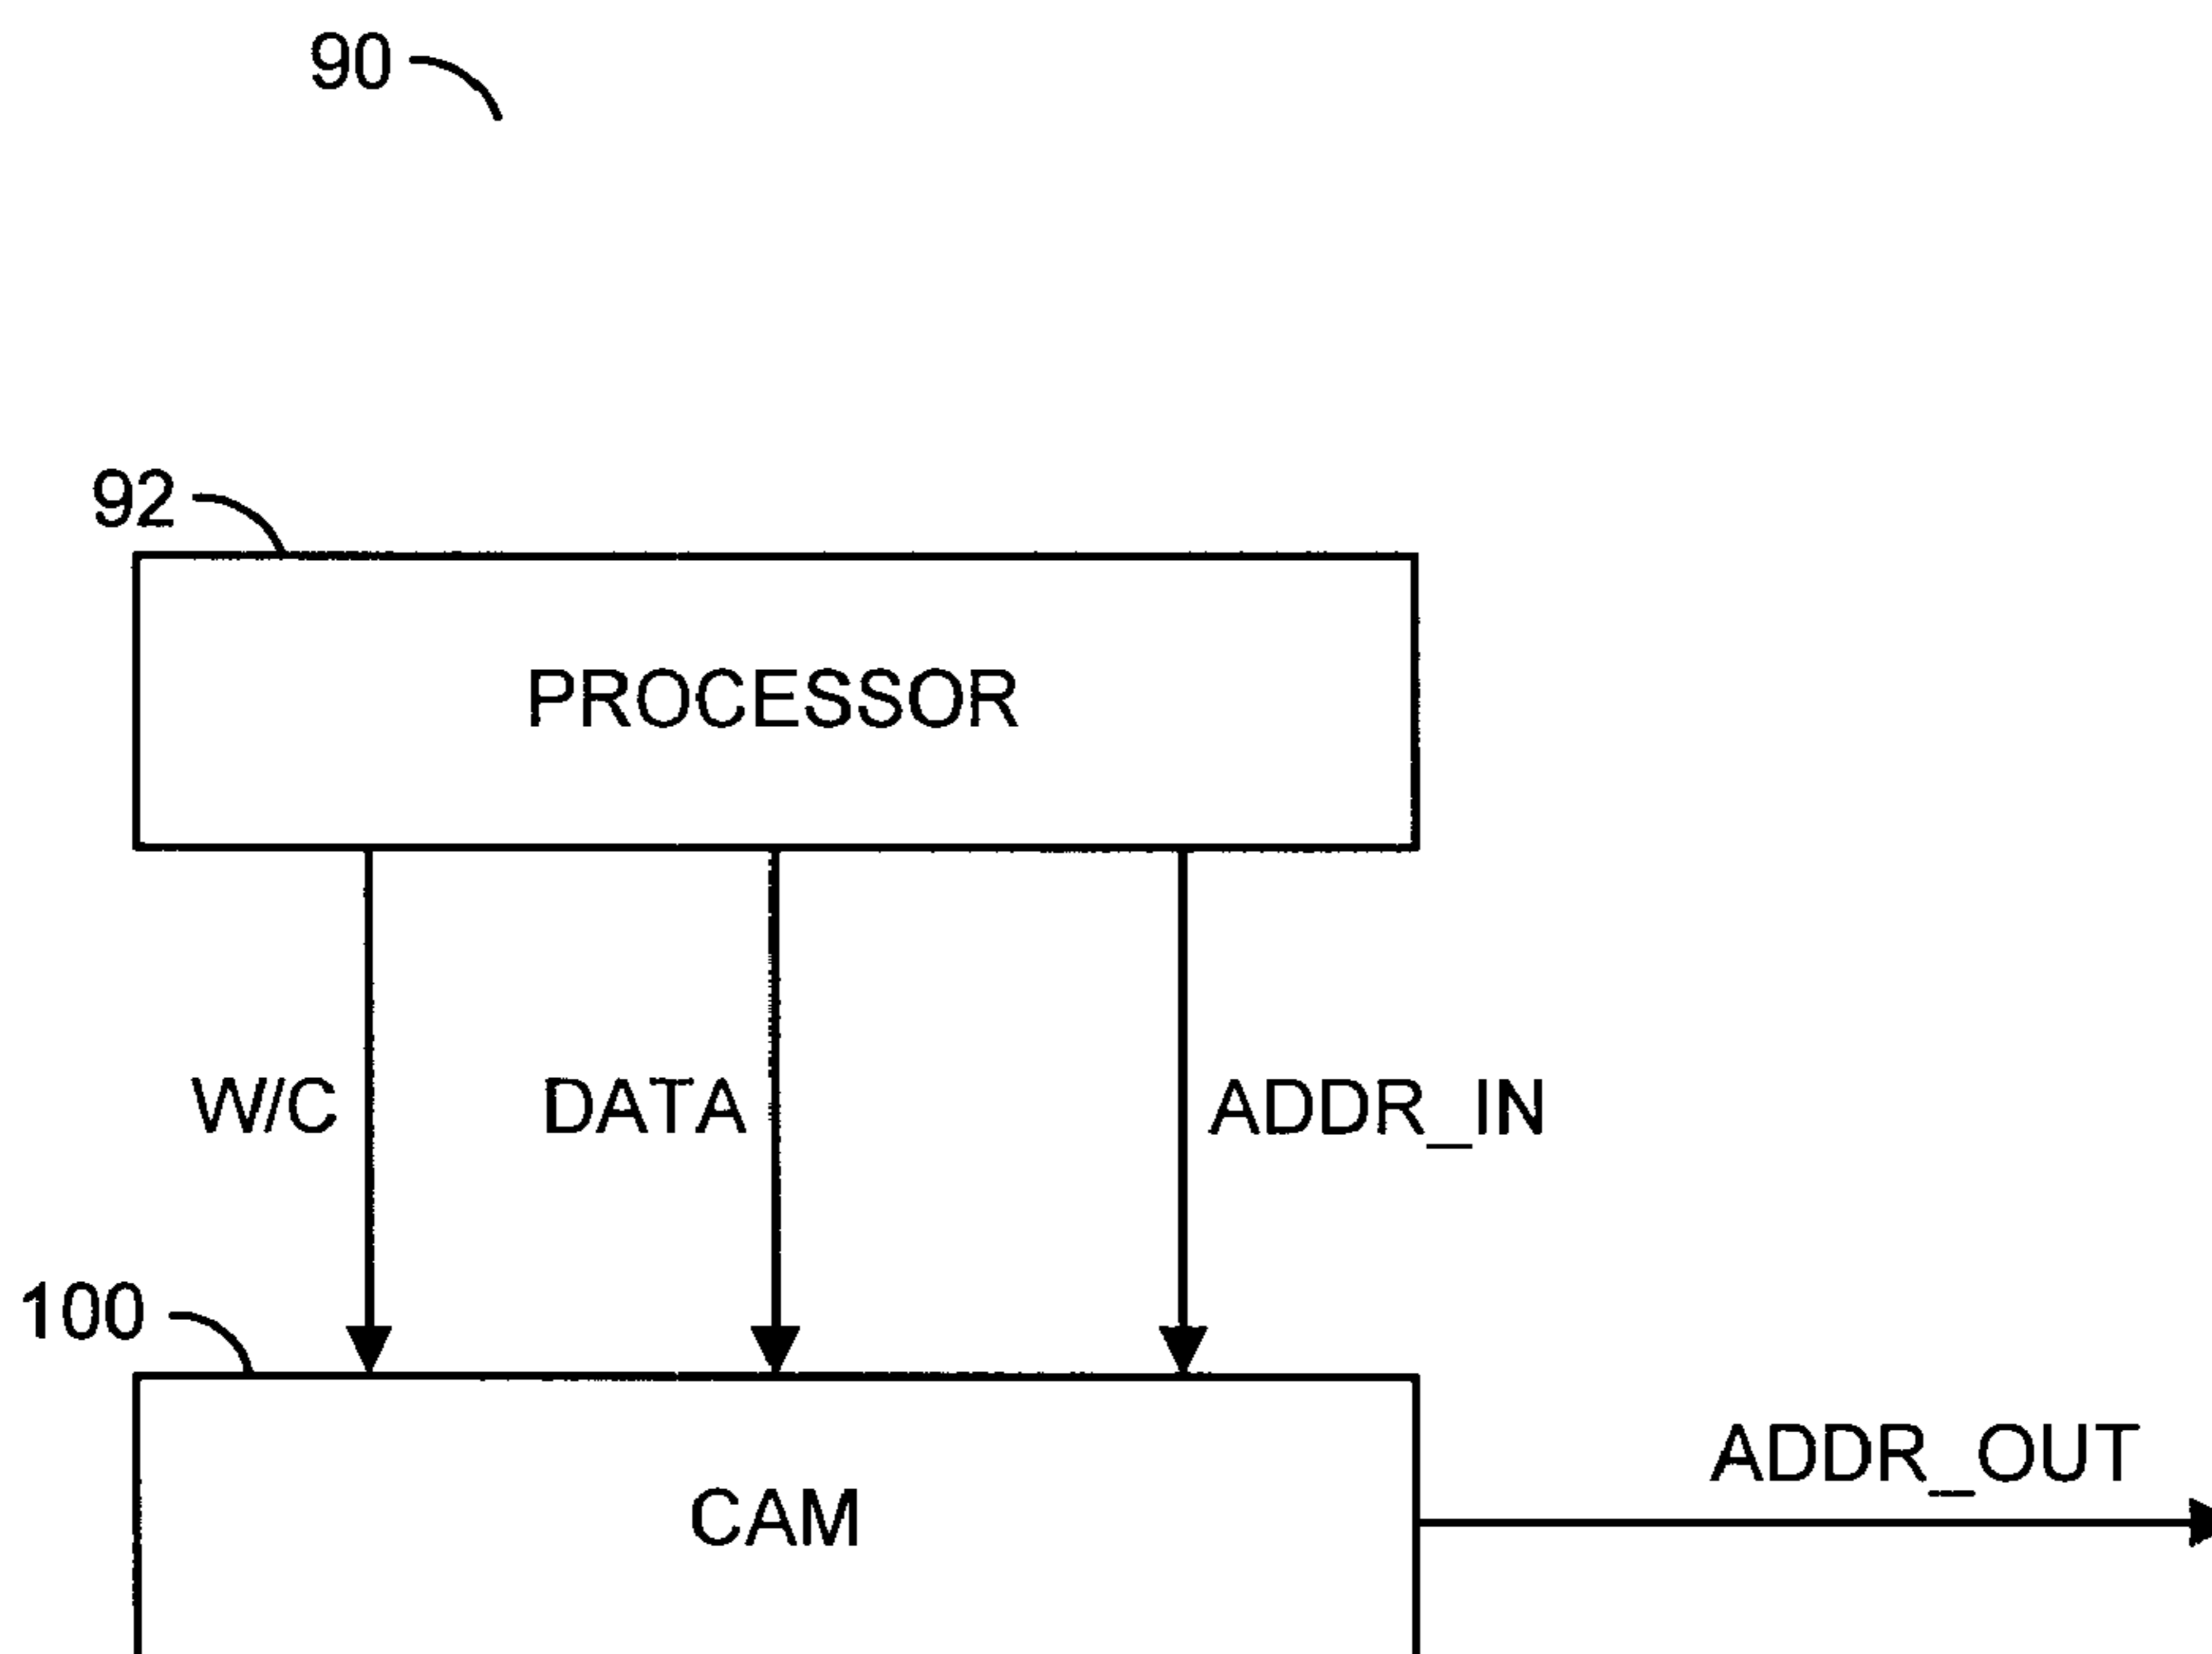 90
92
PROCESSOR
W/C DATA ADDR_IN
100
ADDR_OUT
CAM